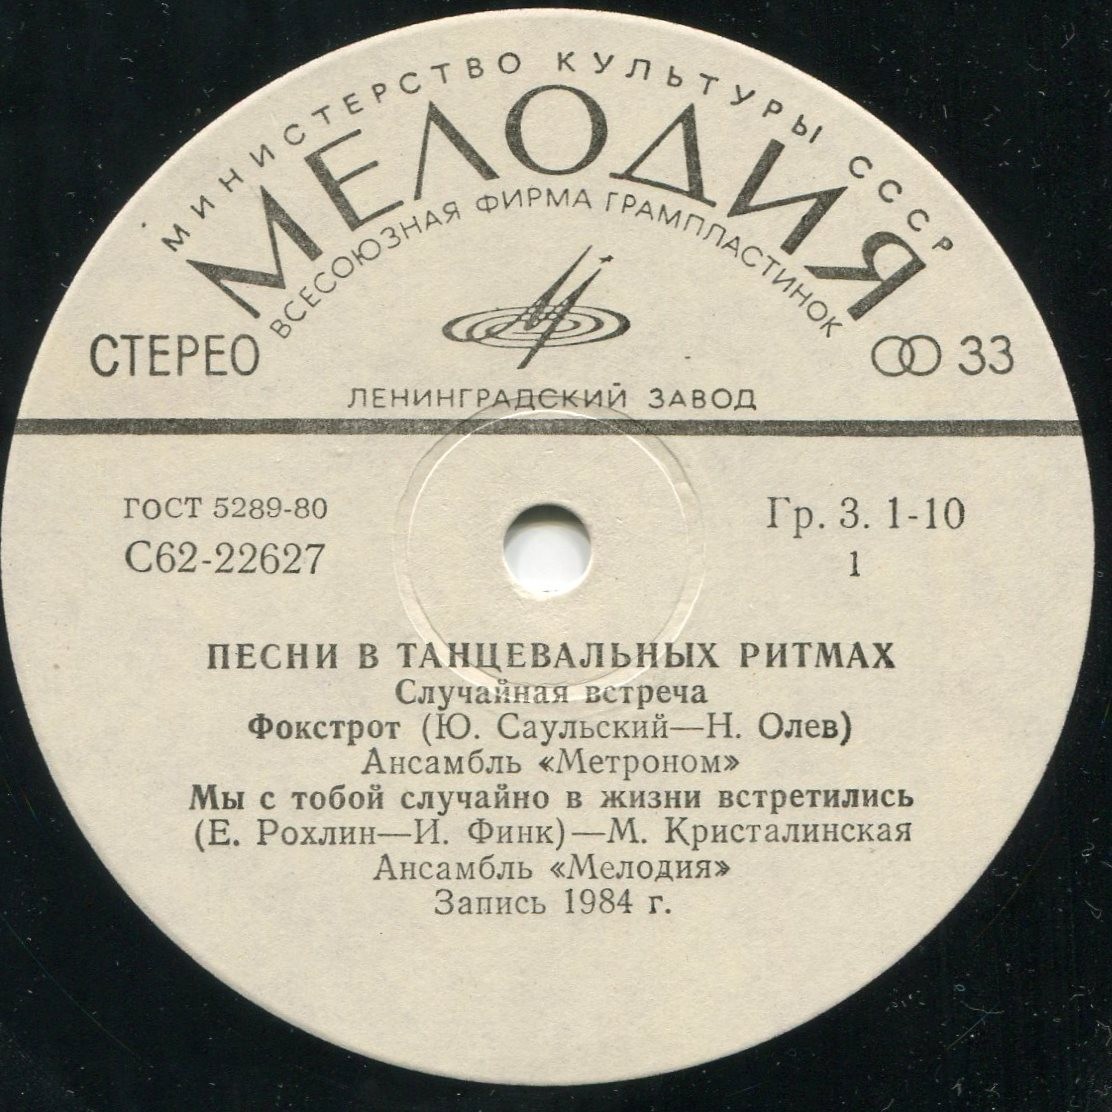 МИНИСТЕРСТВО КУЛЬТУРЫ СССР
МЕЛОДИЯ
ВСЕСОЮЗНАЯ ФИРМА ГРАМПЛАСТИНОК
СТЕРЕО
33
ЛЕНИНГРАДСКИЙ ЗАВОД
ГОСТ 5289-80
Гр. 3. 1-10
С62-22627
1
ПЕСНИ В ТАНЦЕВАЛЬНЫХ РИТМАХ
Случайная встреча
Фокстрот (Ю. Саульский—Н. Олев)
Ансамбль «Метроном»
Мы с тобой случайно в жизни встретились
(Е. Рохлин—И. Финк)—М. Кристалинская
Ансамбль «Мелодия»
Запись 1984 г.